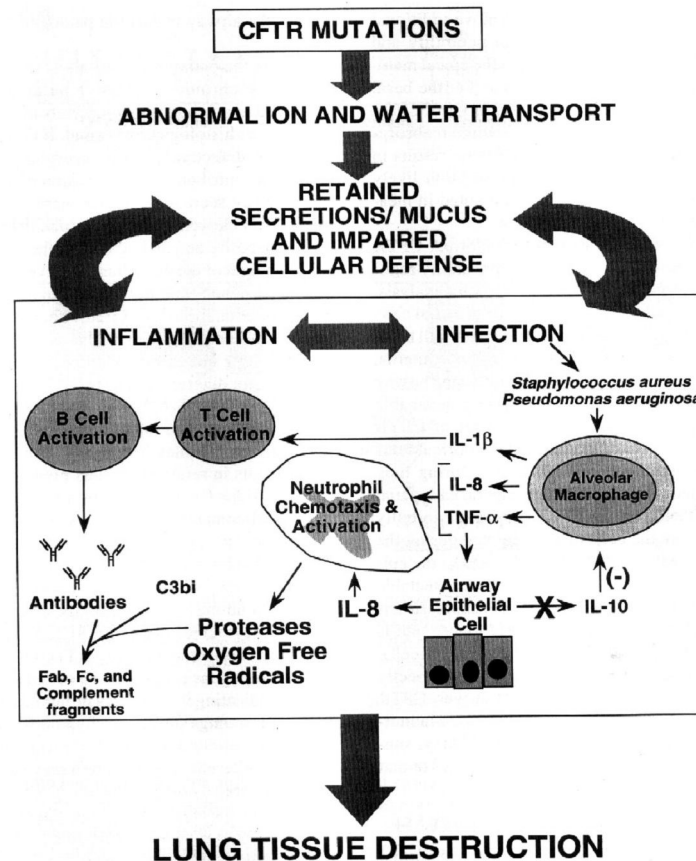 CFTR MUTATIONS
ABNORMAL ION AND WATER TRANSPORT
RETAINED
SECRETIONS/ MUCUS
AND IMPAIRED
CELLULAR DEFENSE
INFLAMMATION
INFECTION
Staphylococcus aureus
Pseudomonas aeruginosa
B Cell
Activation
T Cell
Activation
IL-1β
IL-8
TNF-α
Alveolar
Macrophage
Neutrophil
Chemotaxis &
Activation
(-)
Antibodies
C3bi
IL-8
Airway
Epithelial
Cell
X
IL-10
Proteases
Oxygen Free
Radicals
Fab, Fc, and
Complement
fragments
LUNG TISSUE DESTRUCTION